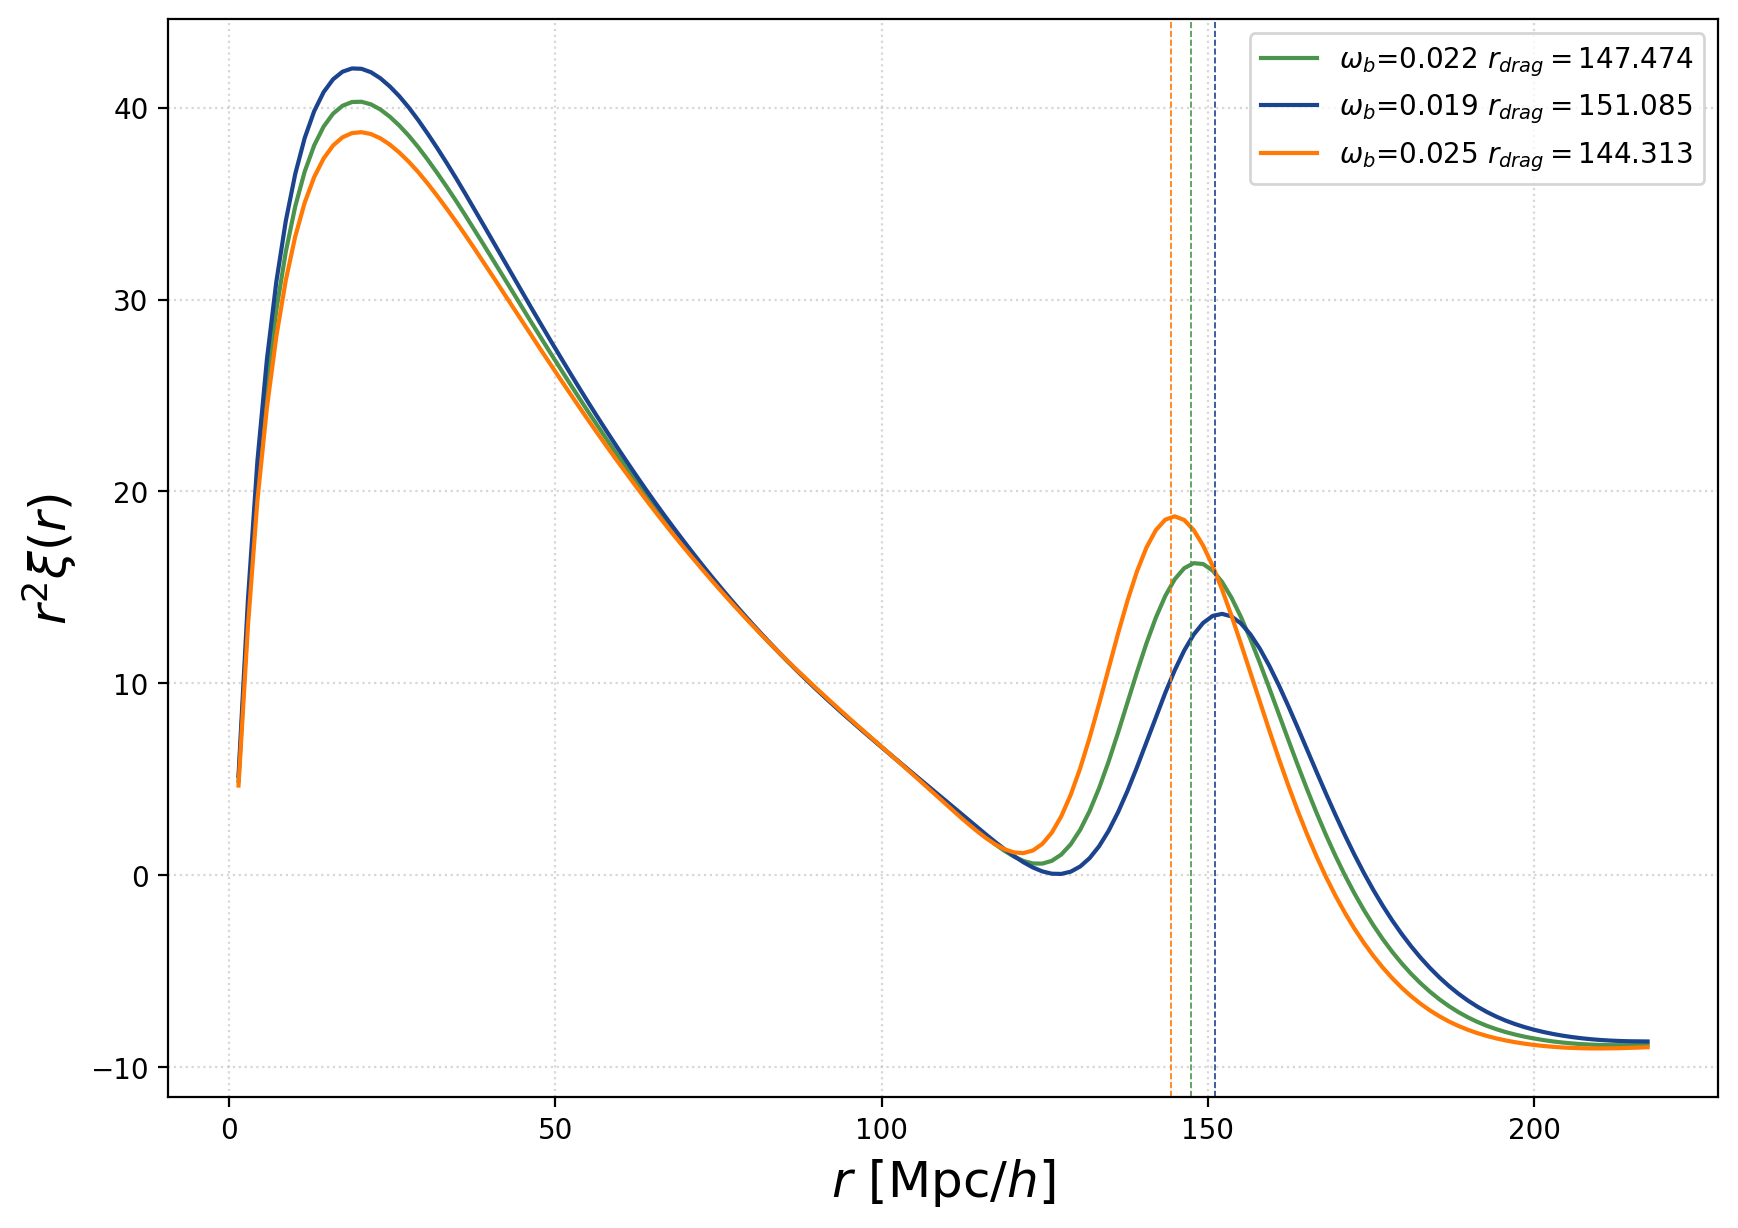 ω_b=0.022 r_drag = 147.474
ω_b=0.019 r_drag = 151.085
ω_b=0.025 r_drag = 144.313
40
30
20
10
0
−10
r²ξ(r)
0 50 100 150 200
r [Mpc/h]